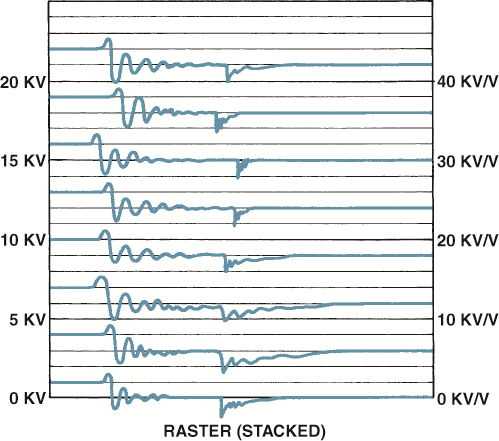 20 KV 40 KV/V
15 KV 30 KV/V
10 KV 20 KV/V
5 KV 10 KV/V
0 KV 0 KV/V
RASTER (STACKED)